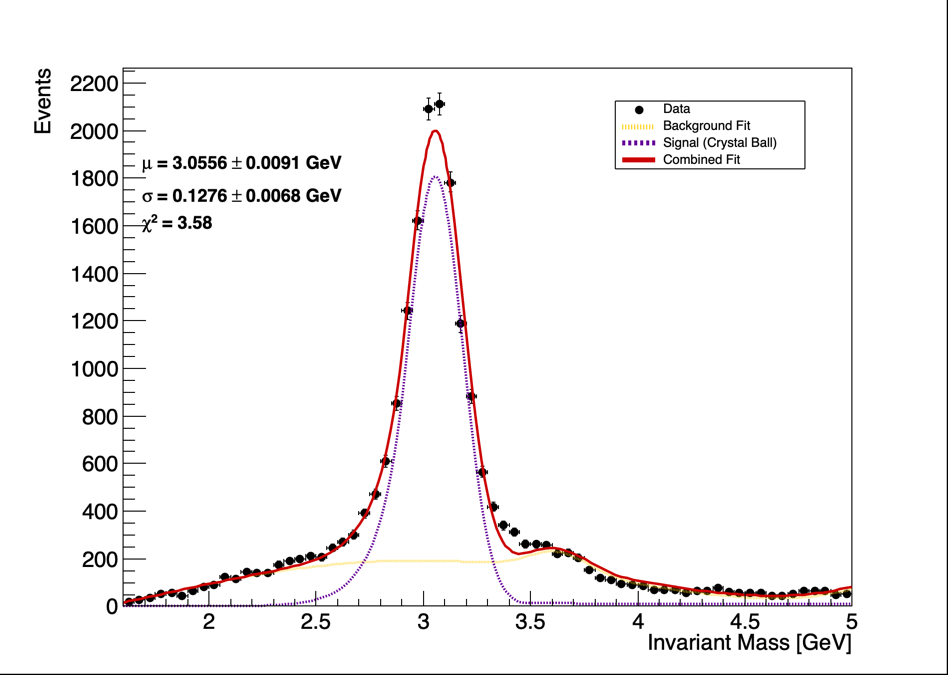 Events
2200
2000
1800
1600
1400
1200
1000
800
600
400
200
0
μ = 3.0556 ± 0.0091 GeV
σ = 0.1276 ± 0.0068 GeV
χ² = 3.58
Data
Background Fit
Signal (Crystal Ball)
Combined Fit
2 2.5 3 3.5 4 4.5 5
Invariant Mass [GeV]